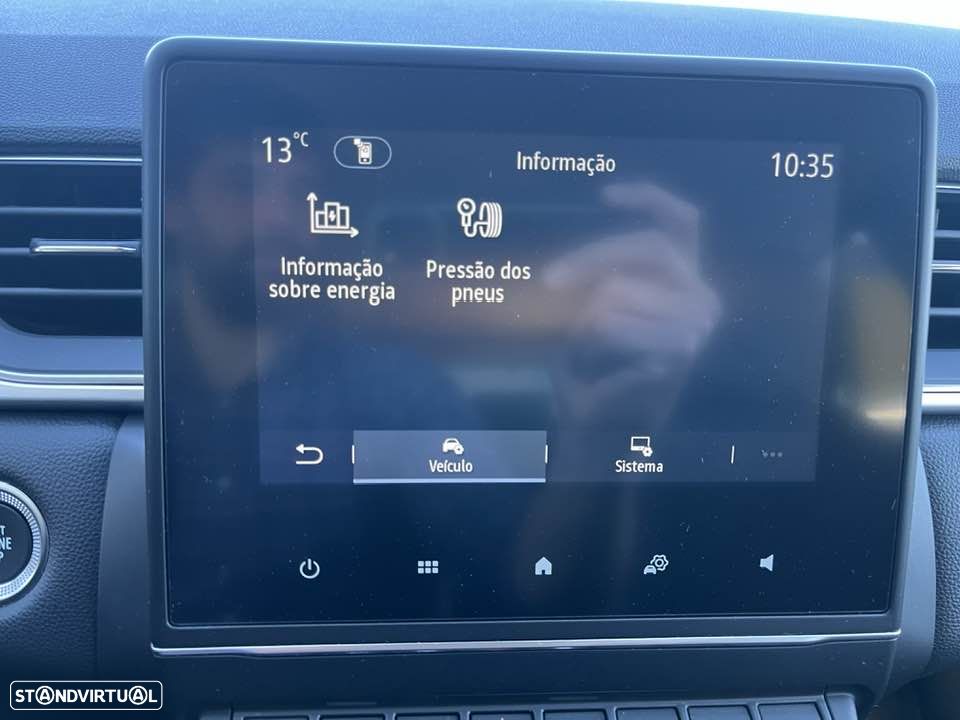 13°C
Informação
10:35
Informação
sobre energia
Pressão dos
pneus
Veículo
Sistema
STANDVIRTUAL